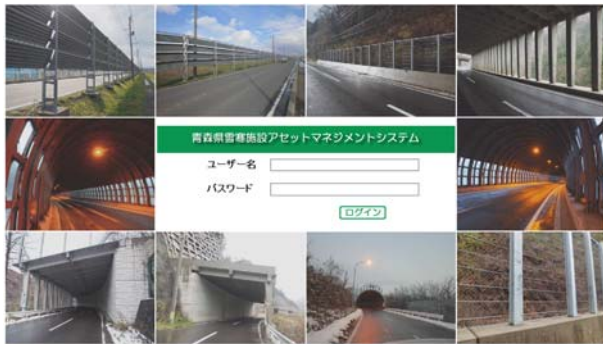 青森県雪寒施設アセットマネジメントシステム
ユーザー名
パスワード
ログイン